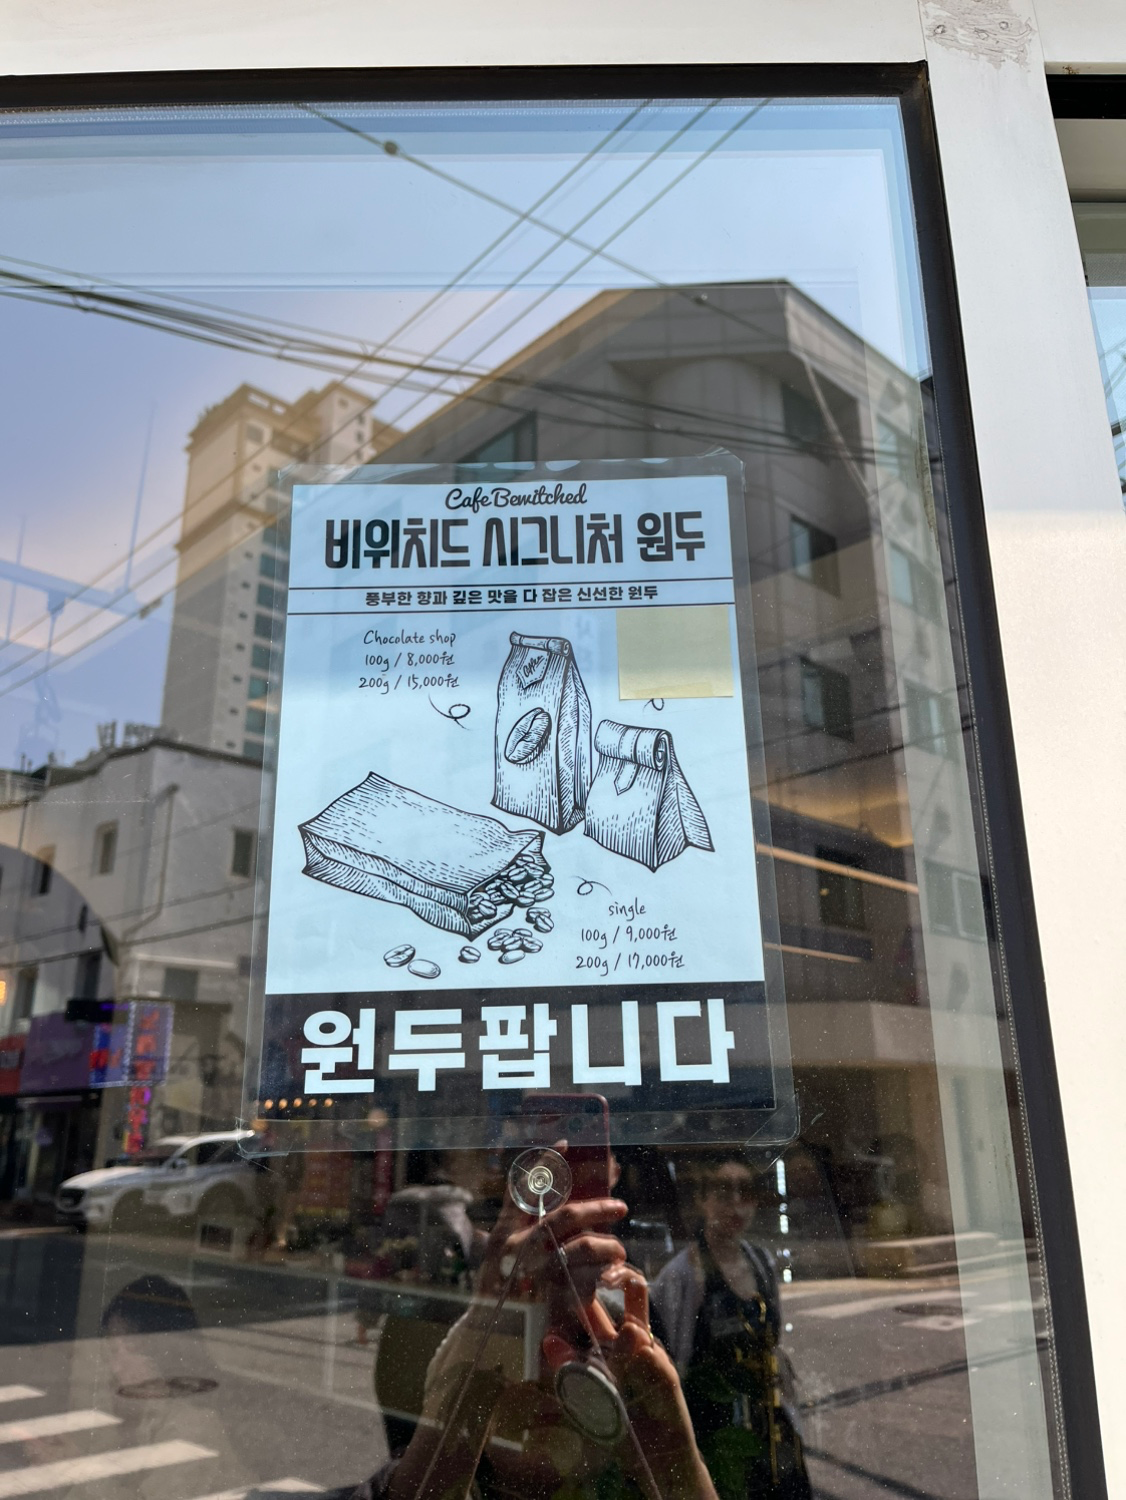 Cafe Bewitched
비위치드 시그니처 원두
풍부한 향과 깊은 맛을 다 잡은 신선한 원두
Chocolate shop
100g / 8,000원
200g / 15,000원
Coffee
single
100g / 9,000원
200g / 17,000원
원두팝니다